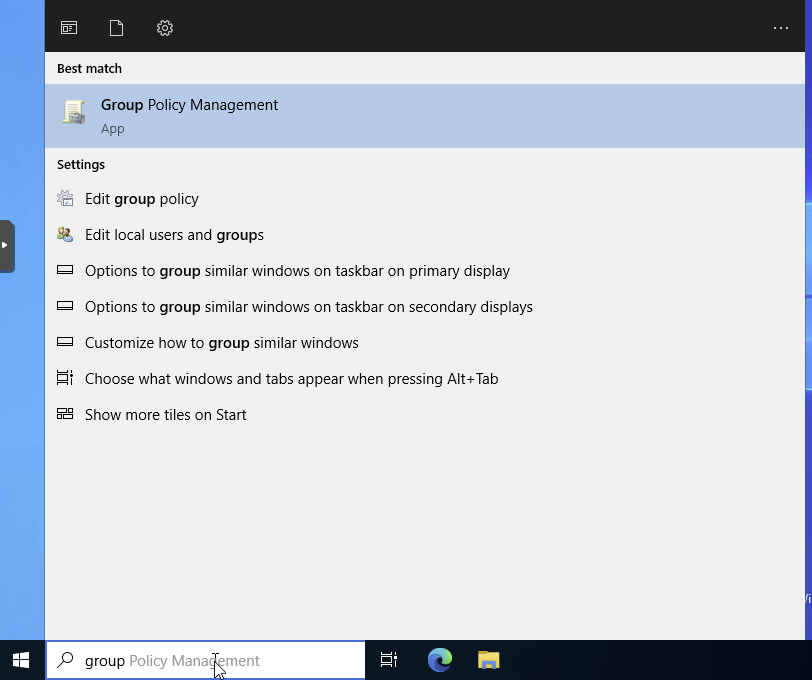 Best match
Group Policy Management
App
Settings
Edit group policy
Edit local users and groups
Options to group similar windows on taskbar on primary display
Options to group similar windows on taskbar on secondary displays
Customize how to group similar windows
Choose what windows and tabs appear when pressing Alt+Tab
Show more tiles on Start
group Policy Management